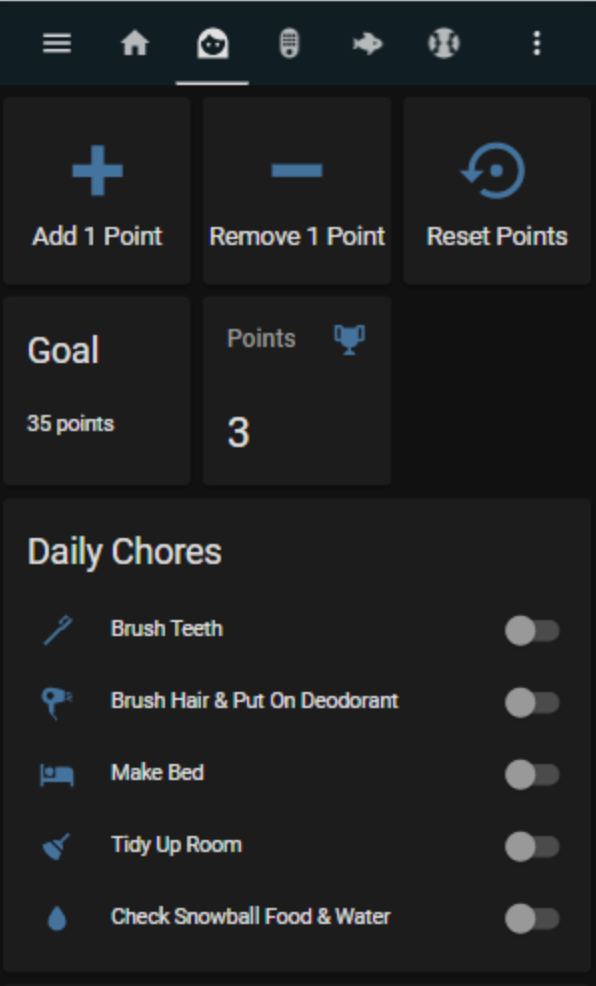 Add 1 Point
Remove 1 Point
Reset Points
Goal
35 points
Points
3
Daily Chores
Brush Teeth
Brush Hair & Put On Deodorant
Make Bed
Tidy Up Room
Check Snowball Food & Water